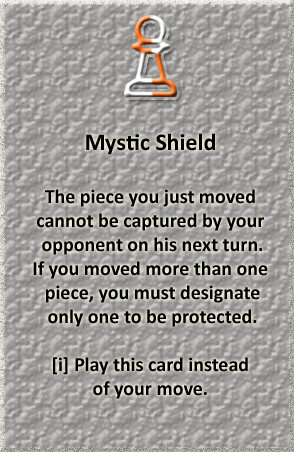 Mystic Shield
The piece you just moved
cannot be captured by your
opponent on his next turn.
If you moved more than one
piece, you must designate
only one to be protected.
[i] Play this card instead
of your move.